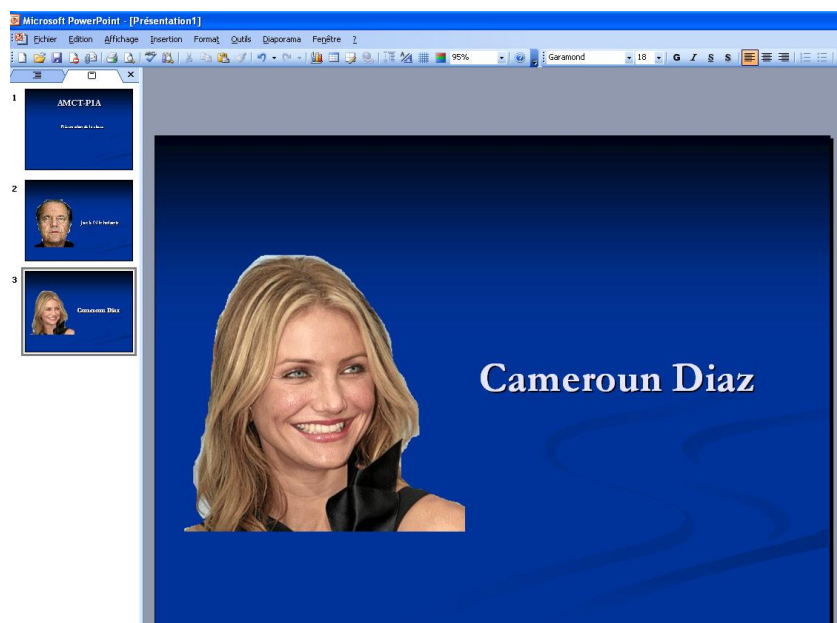 Microsoft PowerPoint - [Présentation1]
Fichier Edition Affichage Insertion Format Outils Diaporama Fenêtre ?
95% Garamond 18 G I S S
1
AMCT-P1A
2
3
Cameroun Diaz
Cameroun Diaz